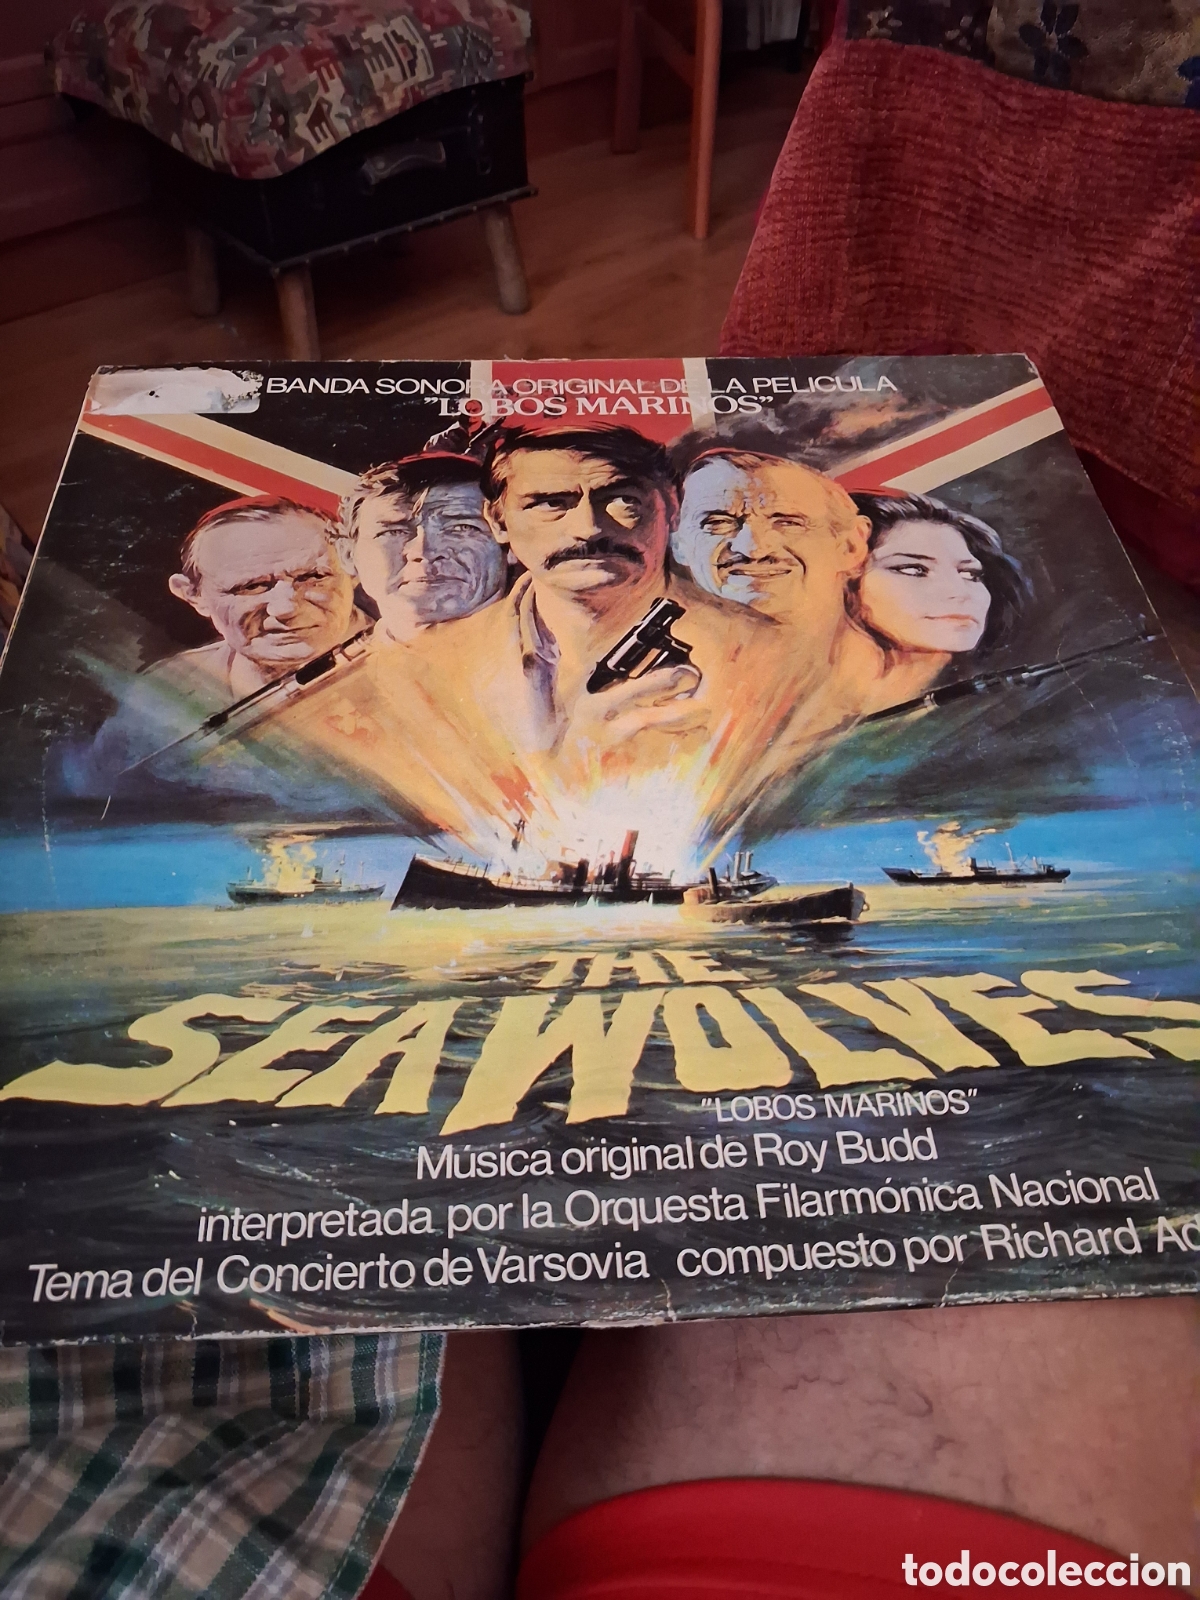 BANDA SONORA ORIGINAL DE LA PELICULA
"LOBOS MARINOS"
THE
SEA WOLVES
"LOBOS MARINOS"
Música original de Roy Budd
interpretada por la Orquesta Filarmónica Nacional
Tema del Concierto de Varsovia compuesto por Richard
todocoleccion